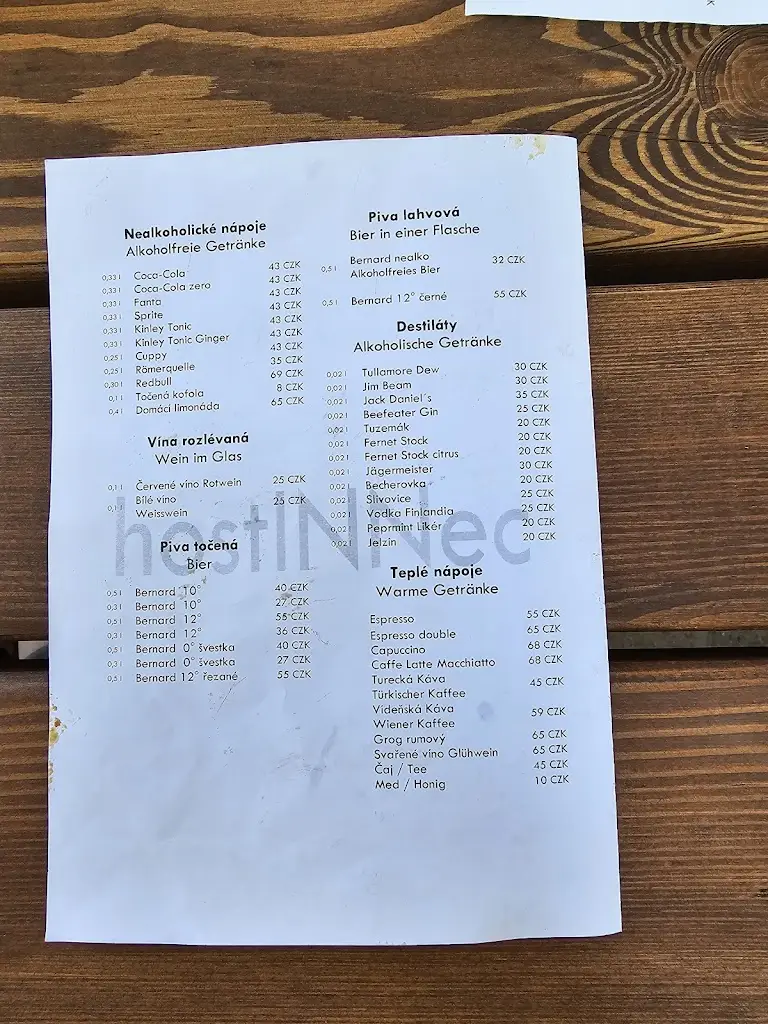 Nealkoholické nápoje
Alkoholfreie Getränke
0,33 l Coca-Cola 43 CZK
0,33 l Coca-Cola zero 43 CZK
0,33 l Fanta 43 CZK
0,33 l Sprite 43 CZK
0,33 l Kinley Tonic 43 CZK
0,33 l Kinley Tonic Ginger 43 CZK
0,25 l Cuppy 43 CZK
0,25 l Römerquelle 35 CZK
0,30 l Redbull 69 CZK
0,1 l Točená kofola 8 CZK
0,4 l Domácí limonáda 65 CZK
Vína rozlévaná
Wein im Glas
0,1 l Červené víno Rotwein 25 CZK
Bílé víno 25 CZK
0,1 l Weisswein
Piva točená
Bier
0,5 l Bernard 10° 40 CZK
0,3 l Bernard 10° 27 CZK
0,5 l Bernard 12° 55 CZK
0,3 l Bernard 12° 36 CZK
0,5 l Bernard 0° švestka 40 CZK
0,3 l Bernard 0° švestka 27 CZK
0,5 l Bernard 12° řezané 55 CZK
Piva lahvová
Bier in einer Flasche
Bernard nealko 32 CZK
0,5 l Alkoholfreies Bier
0,5 l Bernard 12° černé 55 CZK
Destiláty
Alkoholische Getränke
0,02 l Tullamore Dew 30 CZK
0,02 l Jim Beam 30 CZK
0,02 l Jack Daniel´s 35 CZK
0,02 l Beefeater Gin 25 CZK
0,02 l Tuzemák 20 CZK
0,02 l Fernet Stock 20 CZK
0,02 l Fernet Stock citrus 20 CZK
0,02 l Jägermeister 30 CZK
0,02 l Becherovka 20 CZK
0,02 l Slivovice 25 CZK
0,02 l Vodka Finlandia 25 CZK
0,02 l Peprmint Likér 20 CZK
0,02 l Jelzin 20 CZK
hostINNec
Teplé nápoje
Warme Getränke
Espresso 55 CZK
Espresso double 65 CZK
Capuccino 68 CZK
Caffe Latte Macchiatto 68 CZK
Turecká Káva 45 CZK
Türkischer Kaffee
Vídeňská Káva 59 CZK
Wiener Kaffee
Grog rumový 65 CZK
Svařené víno Glühwein 65 CZK
Čaj / Tee 45 CZK
Med / Honig 10 CZK